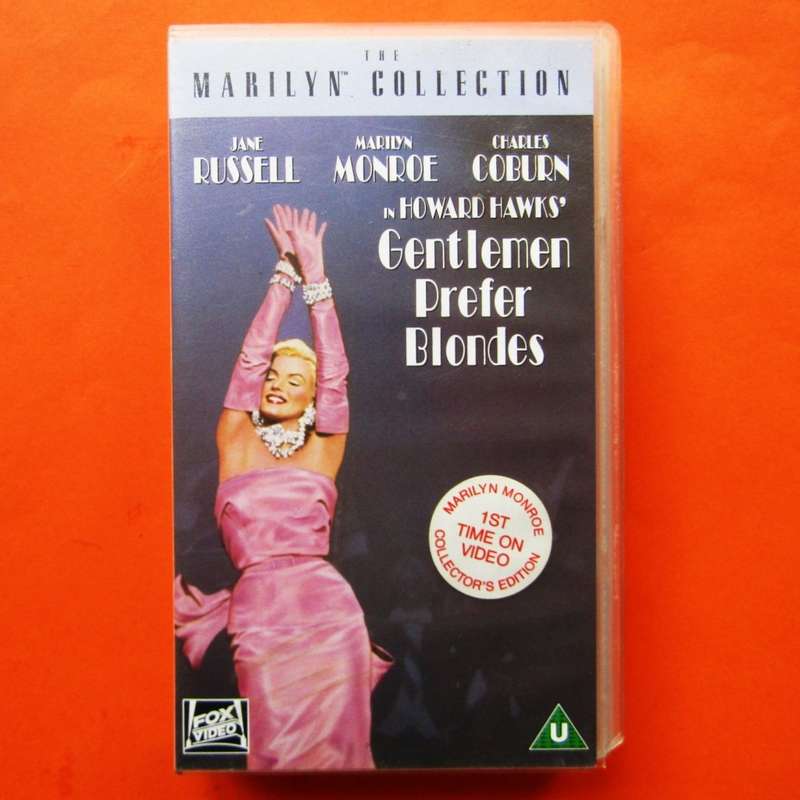 THE
MARILYN™ COLLECTION
JANE
RUSSELL
MARILYN
MONROE
CHARLES
COBURN
IN HOWARD HAWKS'
Gentlemen
Prefer
Blondes
MARILYN MONROE
1ST
TIME ON
VIDEO
COLLECTOR'S EDITION
FOX
VIDEO
U